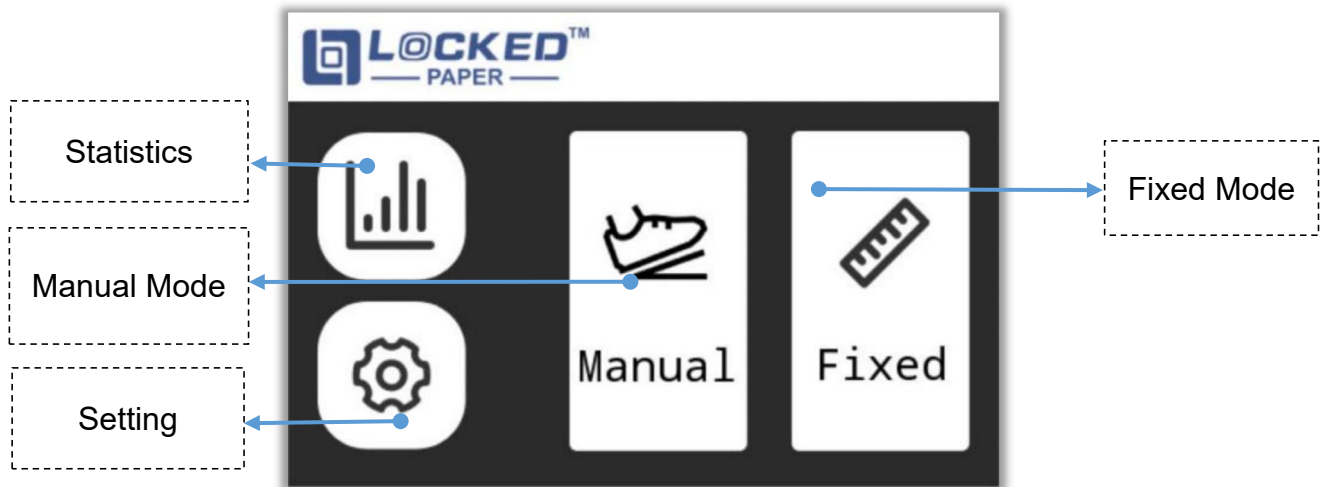 LOCKED™
PAPER
Statistics
Fixed Mode
Manual Mode
Manual
Fixed
Setting